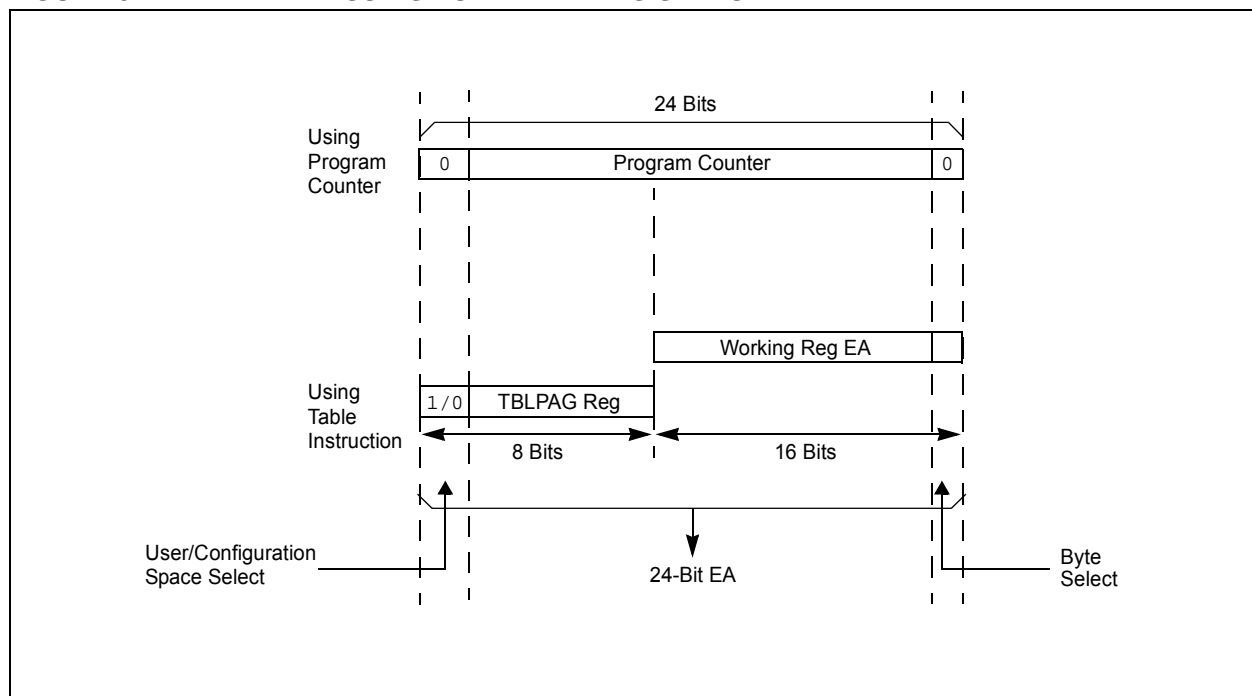 24 Bits
Using
Program
Counter
0
Program Counter
0
Working Reg EA
Using
Table
Instruction
1/0
TBLPAG Reg
8 Bits
16 Bits
User/Configuration
Space Select
24-Bit EA
Byte
Select